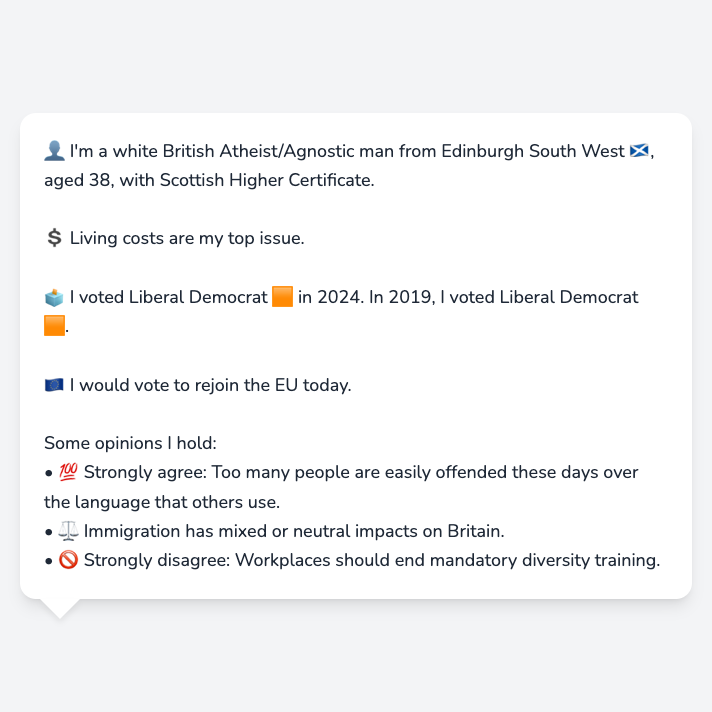 👤 I'm a white British Atheist/Agnostic man from Edinburgh South West 🏴󠁧󠁢󠁳󠁣󠁴󠁿,
aged 38, with Scottish Higher Certificate.
💲 Living costs are my top issue.
🗳️ I voted Liberal Democrat 🟧 in 2024. In 2019, I voted Liberal Democrat
🟧.
🇪🇺 I would vote to rejoin the EU today.
Some opinions I hold:
• 💯 Strongly agree: Too many people are easily offended these days over
the language that others use.
• ⚖️ Immigration has mixed or neutral impacts on Britain.
• 🚫 Strongly disagree: Workplaces should end mandatory diversity training.